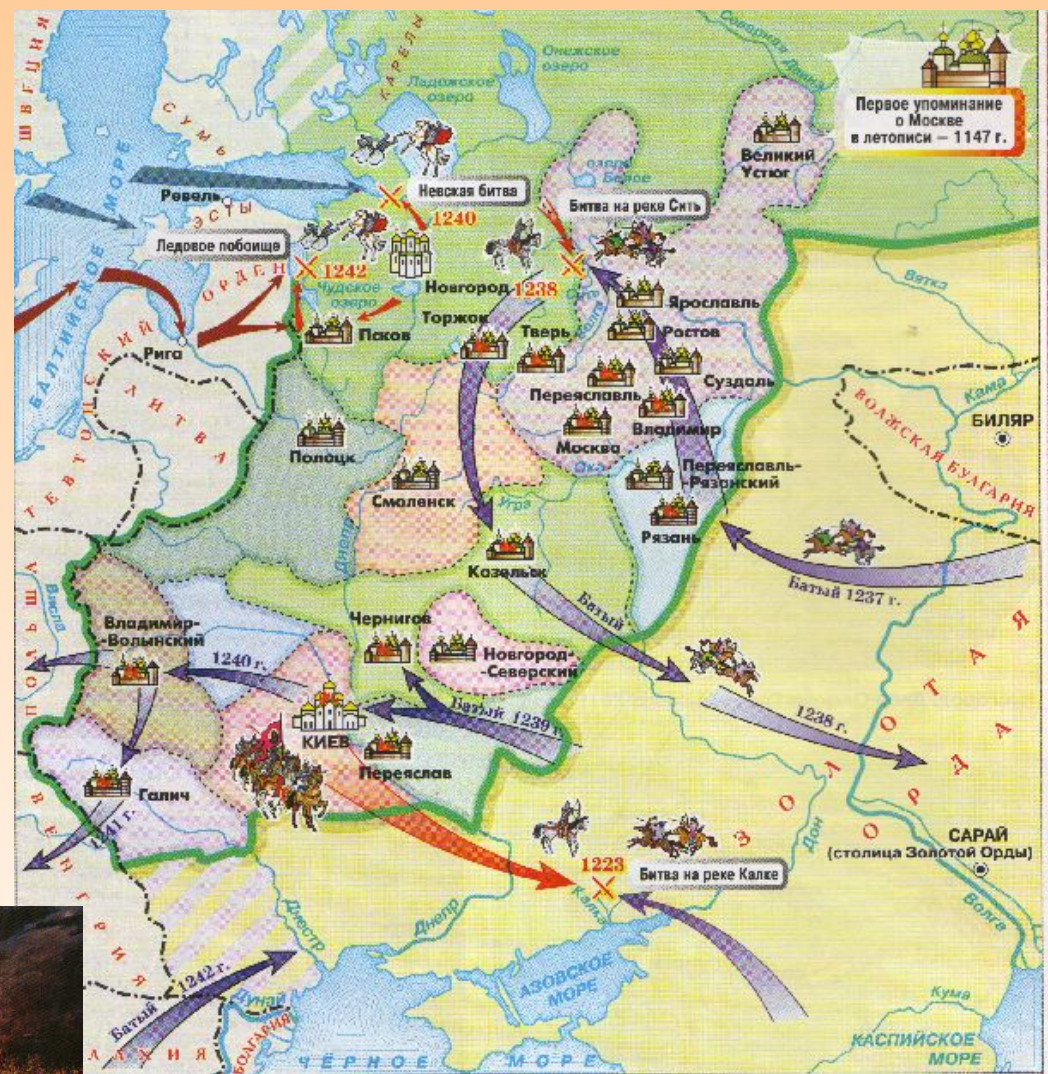 ШВЕЦИЯ
СУМЬ
КАРЕЛЫ
Онежское
озеро
Ладожское
озеро
Северная
Двина
Первое упоминание
о Москве
в летописи – 1147 г.
Великий
Устюг
озеро
Белое
Невская битва
1240
Битва на реке Сить
Ревель
ЭСТЫ
Ледовое побоище
1242
Чудское
озеро
ОРДЕН
Новгород
1238
Сить
Волга
Вятка
Ярославль
Торжок
Тверь
Ростов
Псков
Рига
БАЛТИЙСКОЕ МОРЕ
Суздаль
Переяславль
Кама
ВОЛЖСКАЯ БУЛГАРИЯ
БИЛЯР
ЛИТВА
ТЕВТОНСКИЙ
Москва
Владимир
Полоцк
Ока
Переяславль-
-Рязанский
Смоленск
Угра
Рязань
Днепр
Козельск
Батый 1237 г.
Батый
ПОЛЬША
Висла
Владимир-
-Волынский
Чернигов
1240 г.
Новгород-
-Северский
Батый 1239 г.
1238 г.
ЗОЛОТАЯ
ОРДА
КИЕВ
Переяслав
Галич
1241 г.
ВЕНГРИЯ
Дон
САРАЙ
(столица Золотой Орды)
1223
Битва на реке Калке
Калка
Днестр
Днепр
Волга
Батый 1242 г.
Дунай
АЗОВСКОЕ
МОРЕ
Кума
БОЛГАРИЯ
ЛАХИЯ
ЧЁРНОЕ МОРЕ
КАСПИЙСКОЕ
МОРЕ